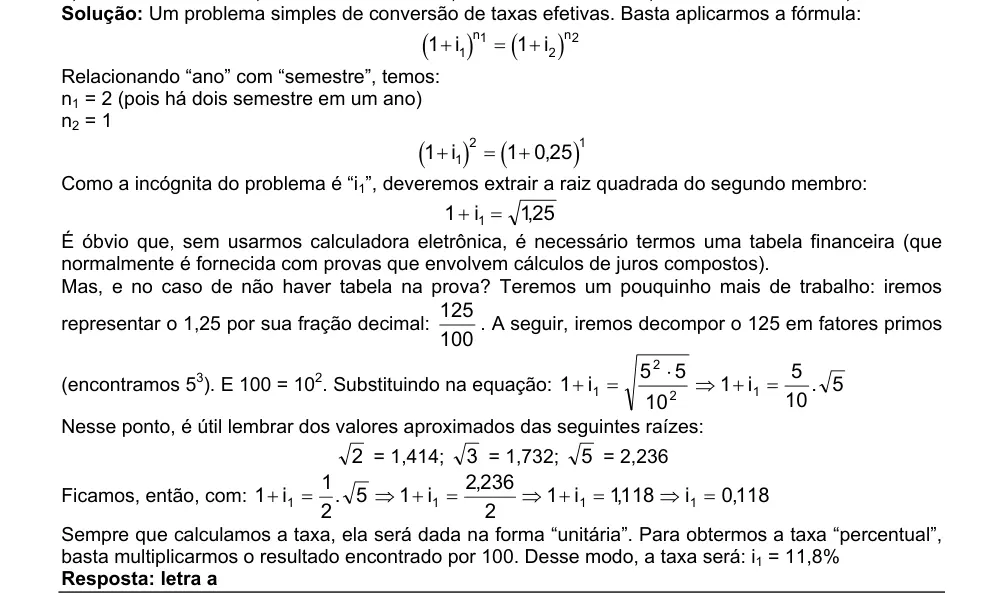 Solução: Um problema simples de conversão de taxas efetivas. Basta aplicarmos a fórmula:
(1+i₁)ⁿ¹ = (1+i₂)ⁿ²
Relacionando “ano” com “semestre”, temos:
n₁ = 2 (pois há dois semestre em um ano)
n₂ = 1
(1+i₁)² = (1+0,25)¹
Como a incógnita do problema é “i₁”, deveremos extrair a raiz quadrada do segundo membro:
1+i₁ = √1,25
É óbvio que, sem usarmos calculadora eletrônica, é necessário termos uma tabela financeira (que
normalmente é fornecida com provas que envolvem cálculos de juros compostos).
Mas, e no caso de não haver tabela na prova? Teremos um pouquinho mais de trabalho: iremos
representar o 1,25 por sua fração decimal: 125/100 . A seguir, iremos decompor o 125 em fatores primos
(encontramos 5³). E 100 = 10². Substituindo na equação: 1+i₁ = √(5²·5/10²) ⇒ 1+i₁ = 5/10.√5
Nesse ponto, é útil lembrar dos valores aproximados das seguintes raízes:
√2 = 1,414; √3 = 1,732; √5 = 2,236
Ficamos, então, com: 1+i₁ = 1/2.√5 ⇒ 1+i₁ = 2,236/2 ⇒ 1+i₁ = 1,118 ⇒ i₁ = 0,118
Sempre que calculamos a taxa, ela será dada na forma “unitária”. Para obtermos a taxa “percentual”,
basta multiplicarmos o resultado encontrado por 100. Desse modo, a taxa será: i₁ = 11,8%
Resposta: letra a